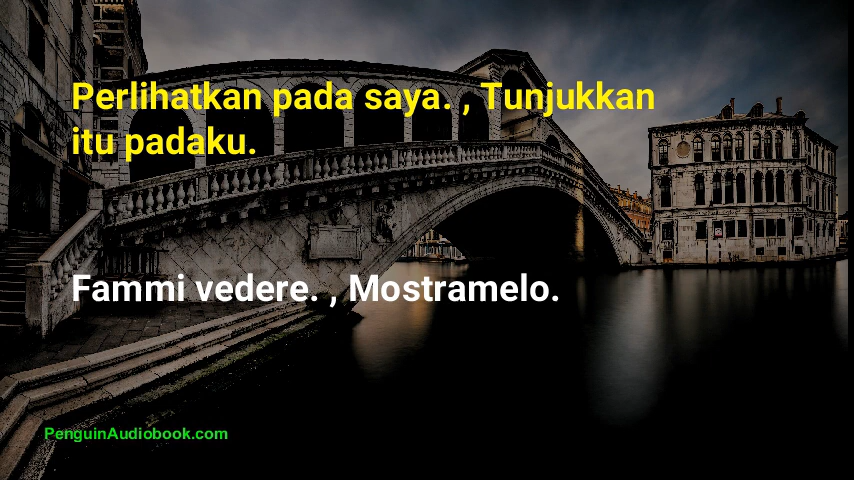 Perlihatkan pada saya. , Tunjukkan
itu padaku.
Fammi vedere. , Mostramelo.
PenguinAudiobook.com